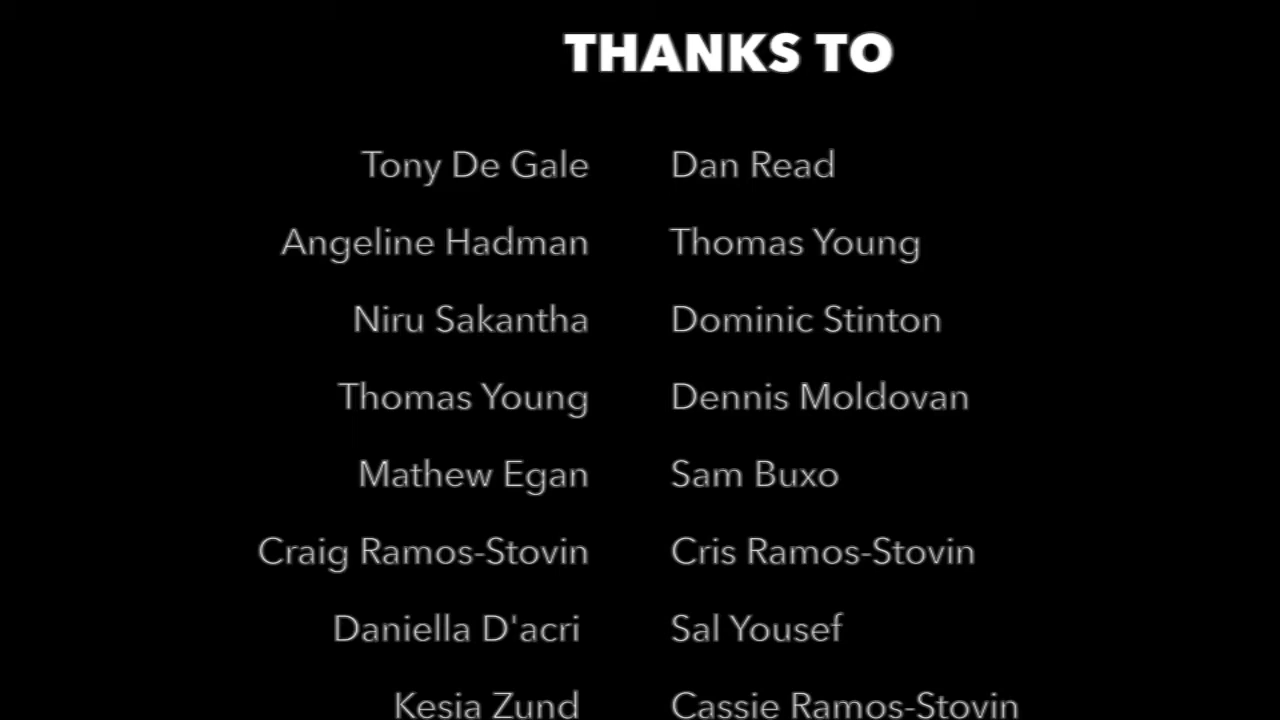 THANKS TO
Tony De Gale Dan Read
Angeline Hadman Thomas Young
Niru Sakantha Dominic Stinton
Thomas Young Dennis Moldovan
Mathew Egan Sam Buxo
Craig Ramos-Stovin Cris Ramos-Stovin
Daniella D'acri Sal Yousef
Kesia Zund Cassie Ramos-Stovin